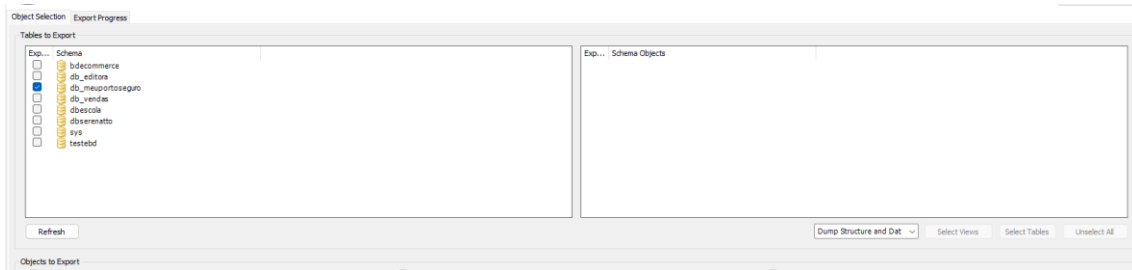 Object Selection Export Progress
Tables to Export
Exp... Schema
bdecommerce
db_editora
db_meuportoseguro
db_vendas
dbescola
dbserenatto
sys
testebd
Exp... Schema Objects
Refresh
Dump Structure and Dat
Select Views
Select Tables
Unselect All
Objects to Export